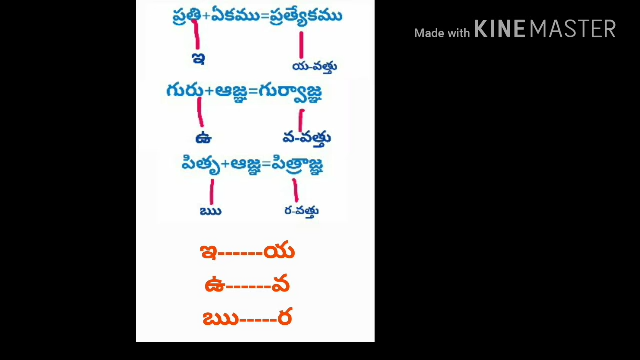 ప్రతి+ఏకము=ప్రత్యేకము
ఇ
య-వత్తు
గురు+ఆజ్ఞ=గుర్వాజ్ఞ
ఉ
వ-వత్తు
పితృ+ఆజ్ఞ=పిత్రాజ్ఞ
ఋ
ర-వత్తు
ఇ------య
ఉ------వ
ఋ-----ర
Made with KINEMASTER